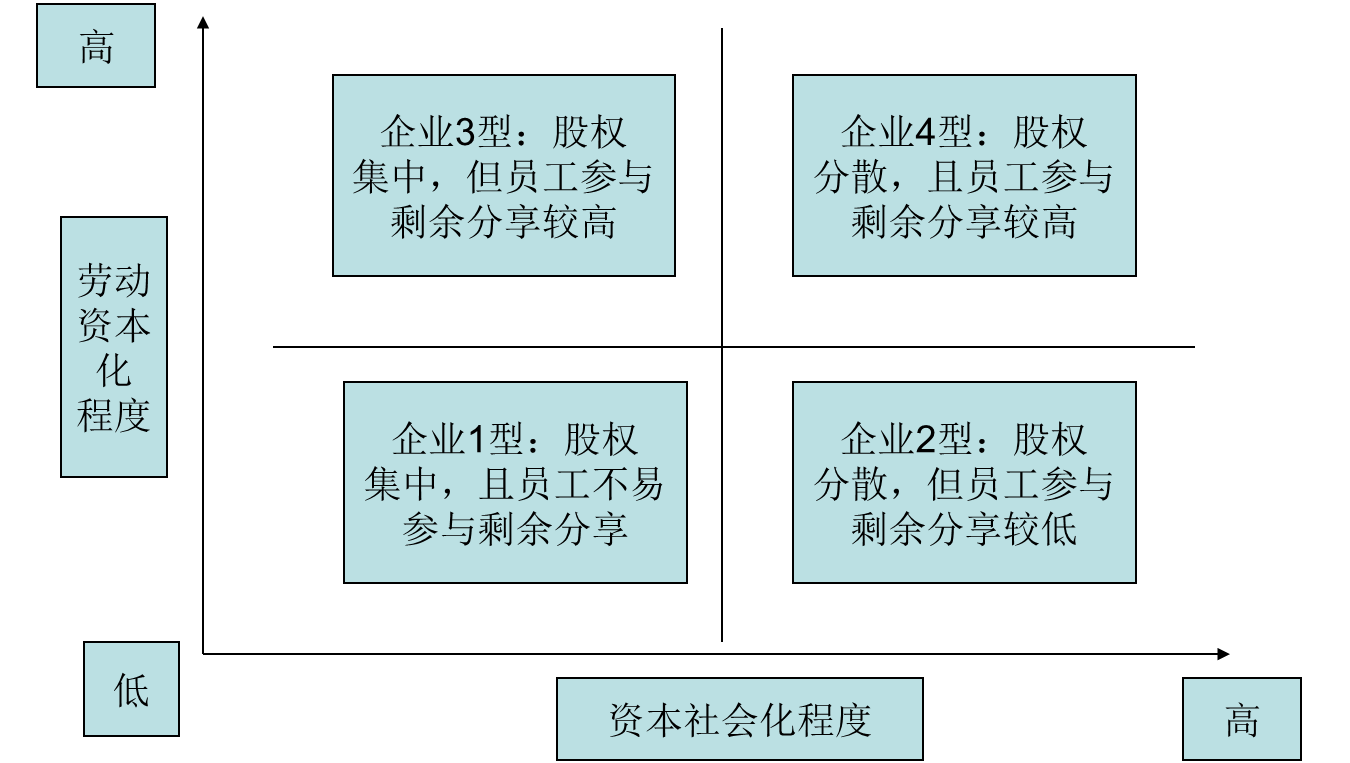 高
企业3型：股权
集中，但员工参与
剩余分享较高
企业4型：股权
分散，且员工参与
剩余分享较高
劳动
资本
化
程度
企业1型：股权
集中，且员工不易
参与剩余分享
企业2型：股权
分散，但员工参与
剩余分享较低
低
资本社会化程度
高